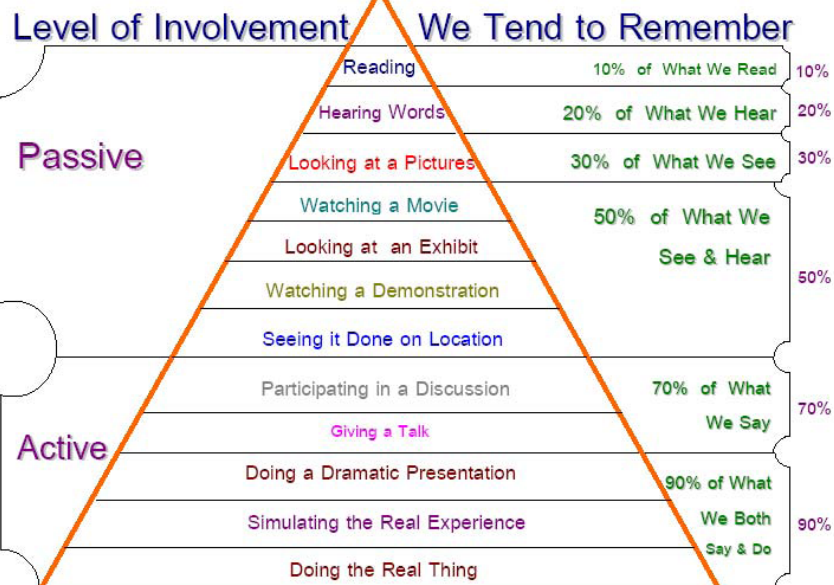 Level of Involvement We Tend to Remember
Reading 10% of What We Read 10%
Hearing Words 20% of What We Hear 20%
Passive Looking at a Pictures 30% of What We See 30%
Watching a Movie 50% of What We
Looking at an Exhibit See & Hear
50%
Watching a Demonstration
Seeing it Done on Location
Participating in a Discussion 70% of What
70%
Giving a Talk We Say
Active
Doing a Dramatic Presentation 90% of What
Simulating the Real Experience We Both 90%
Say & Do
Doing the Real Thing